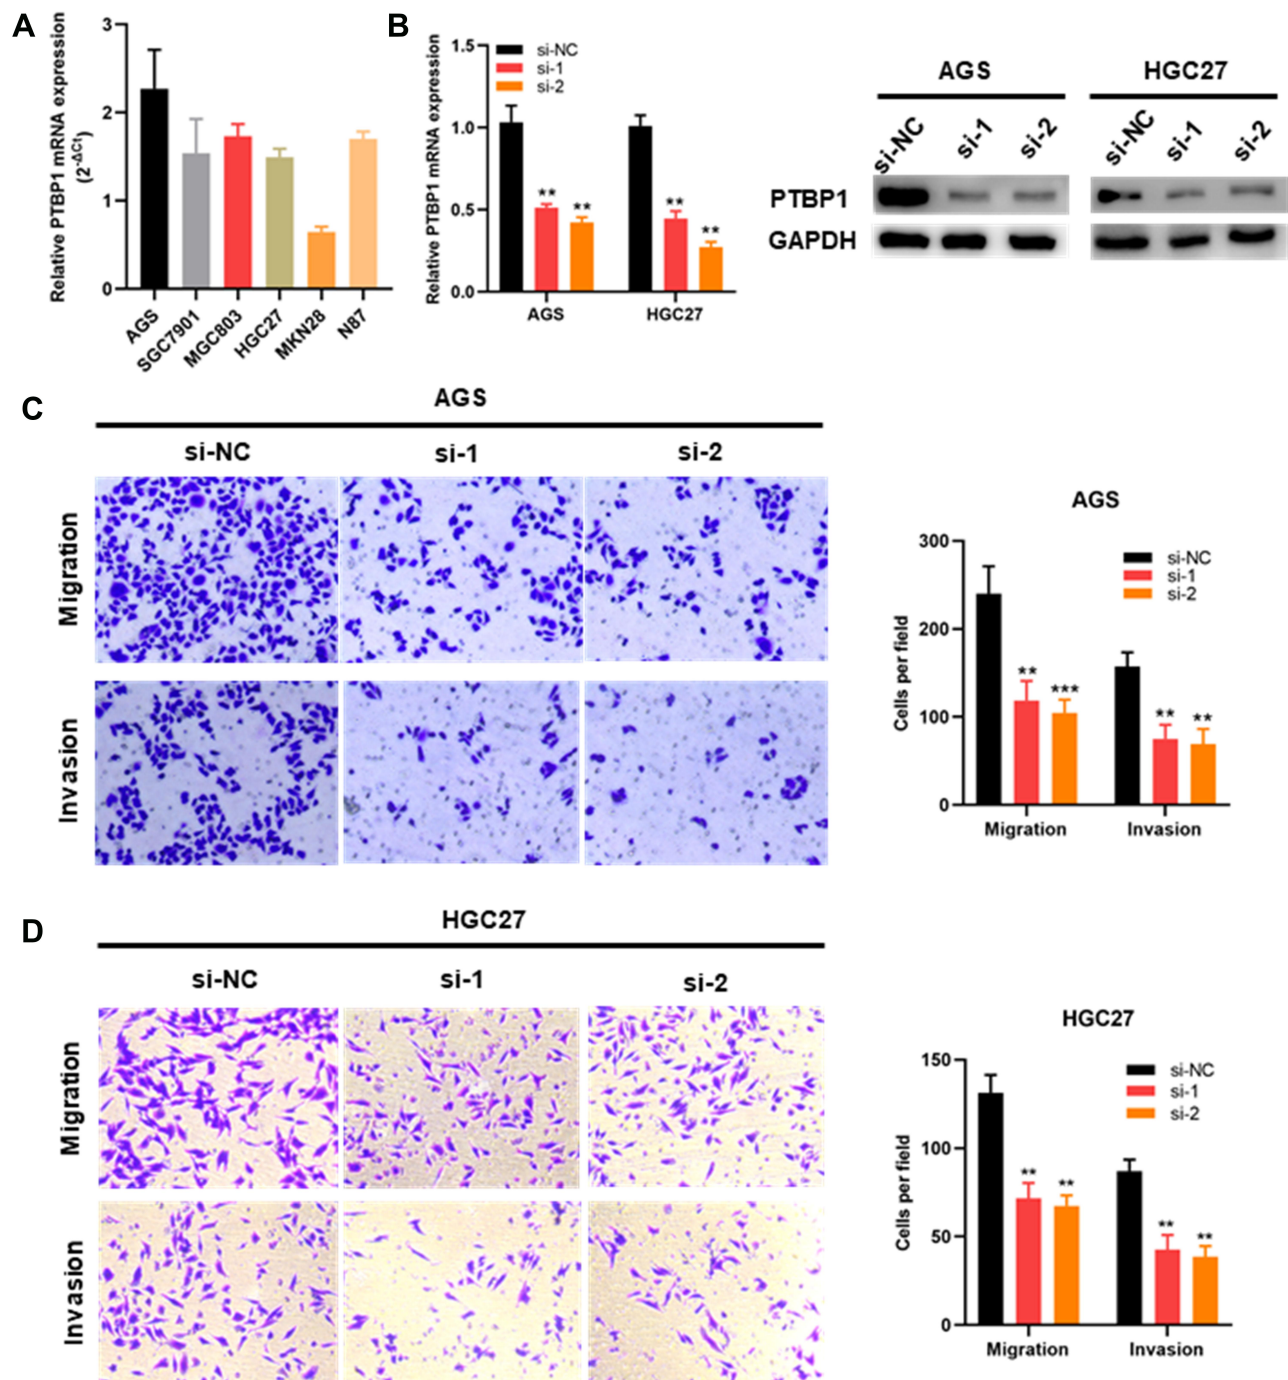 A
Relative PTBP1 mRNA expression
(2-ΔCt)
3
2
1
0
AGS
SGC7901
MGC803
HGC27
MKN28
N87
B
Relative PTBP1 mRNA expression
1.5
1.0
0.5
0.0
si-NC
si-1
si-2
** **
** **
AGS HGC27
AGS HGC27
si-NC si-1 si-2 si-NC si-1 si-2
PTBP1
GAPDH
C
AGS
si-NC si-1 si-2
Migration
Invasion
AGS
Cells per field
300
200
100
0
si-NC
si-1
si-2
** ***
** **
Migration Invasion
D
HGC27
si-NC si-1 si-2
Migration
Invasion
HGC27
Cells per field
150
100
50
0
si-NC
si-1
si-2
** **
** **
Migration Invasion